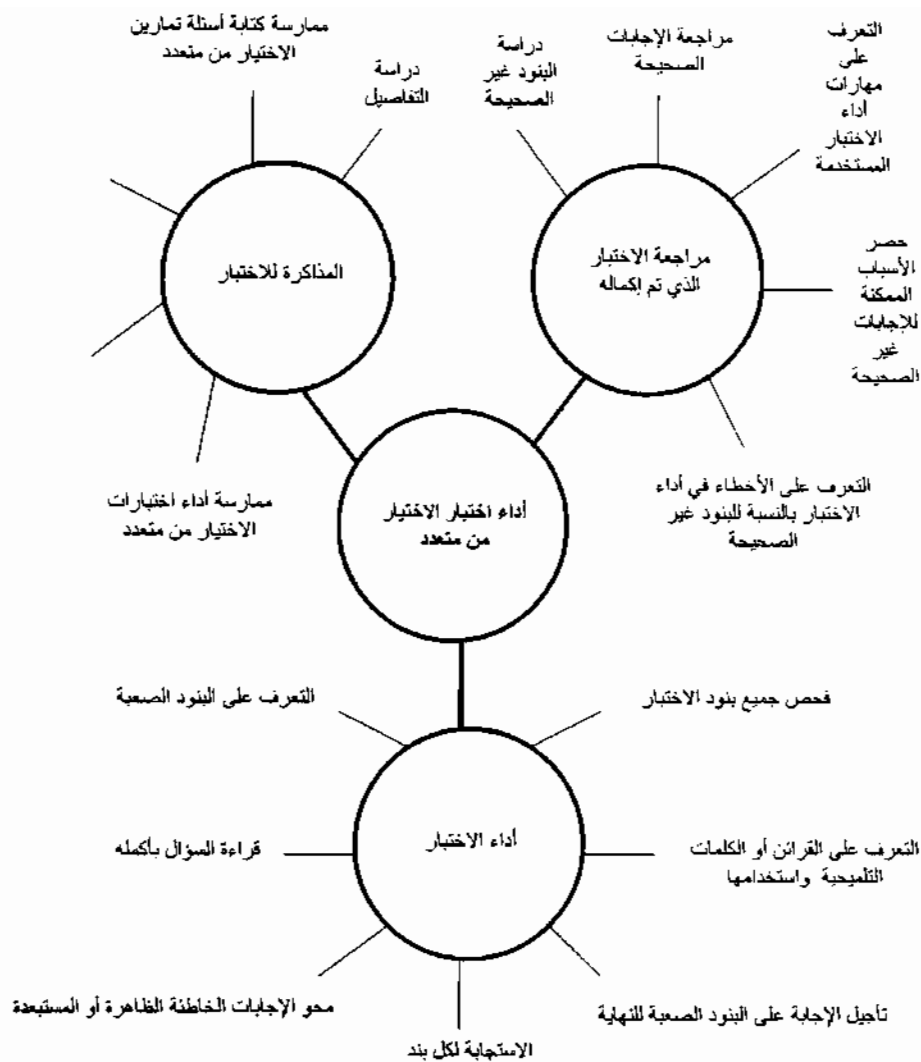 ممارسة كتابة أسئلة تمارين
الاختيار من متعدد
دراسة
التفاصيل
دراسة
البنود غير
الصحيحة
مراجعة الإجابات
الصحيحة
التعرف
على
مهارات
أداء
الاختبار
المستخدمة
حصر
الأسباب
الممكنة
للإجابات
غير
الصحيحة
المذاكرة للاختبار
مراجعة الاختبار
الذي تم إكماله
ممارسة أداء اختبارات
الاختيار من متعدد
أداء اختبار الاختيار
من متعدد
التعرف على الأخطاء في أداء
الاختبار بالنسبة للبنود غير
الصحيحة
فحص جميع بنود الاختبار
التعرف على البنود الصعبة
أداء الاختبار
التعرف على القرائن أو الكلمات
التلميحية واستخدامها
قراءة السؤال بأكمله
تأجيل الإجابة على البنود الصعبة للنهاية
محو الإجابات الخاطئة الظاهرة أو المستبعدة
الاستجابة لكل بند